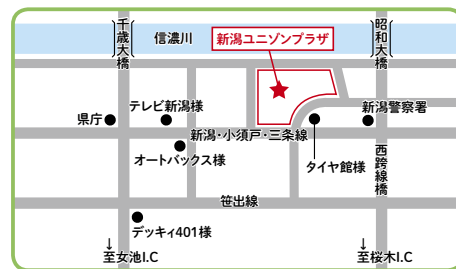 千歳大橋
信濃川
新潟ユニゾンプラザ
昭和大橋
県庁
テレビ新潟様
新潟警察署
新潟・小須戸・三条線
オートバックス様
タイヤ館様
西跨線橋
笹出線
デッキィ401様
↓
至女池I.C
↓
至桜木I.C